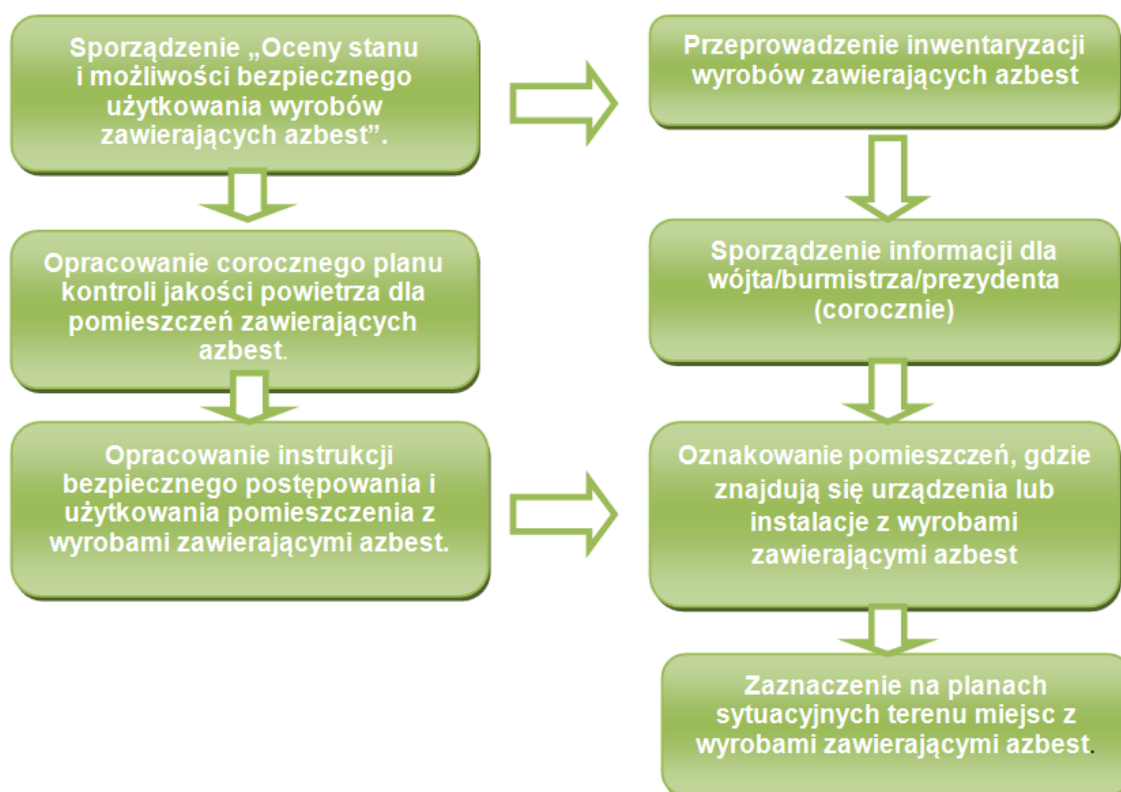 Sporządzenie „Oceny stanu
i możliwości bezpiecznego
użytkowania wyrobów
zawierających azbest”.
Przeprowadzenie inwentaryzacji
wyrobów zawierających azbest
Opracowanie corocznego planu
kontroli jakości powietrza dla
pomieszczeń zawierających
azbest.
Sporządzenie informacji dla
wójta/burmistrza/prezydenta
(corocznie)
Opracowanie instrukcji
bezpiecznego postępowania i
użytkowania pomieszczenia z
wyrobami zawierającymi azbest.
Oznakowanie pomieszczeń, gdzie
znajdują się urządzenia lub
instalacje z wyrobami
zawierającymi azbest
Zaznaczenie na planach
sytuacyjnych terenu miejsc z
wyrobami zawierającymi azbest.